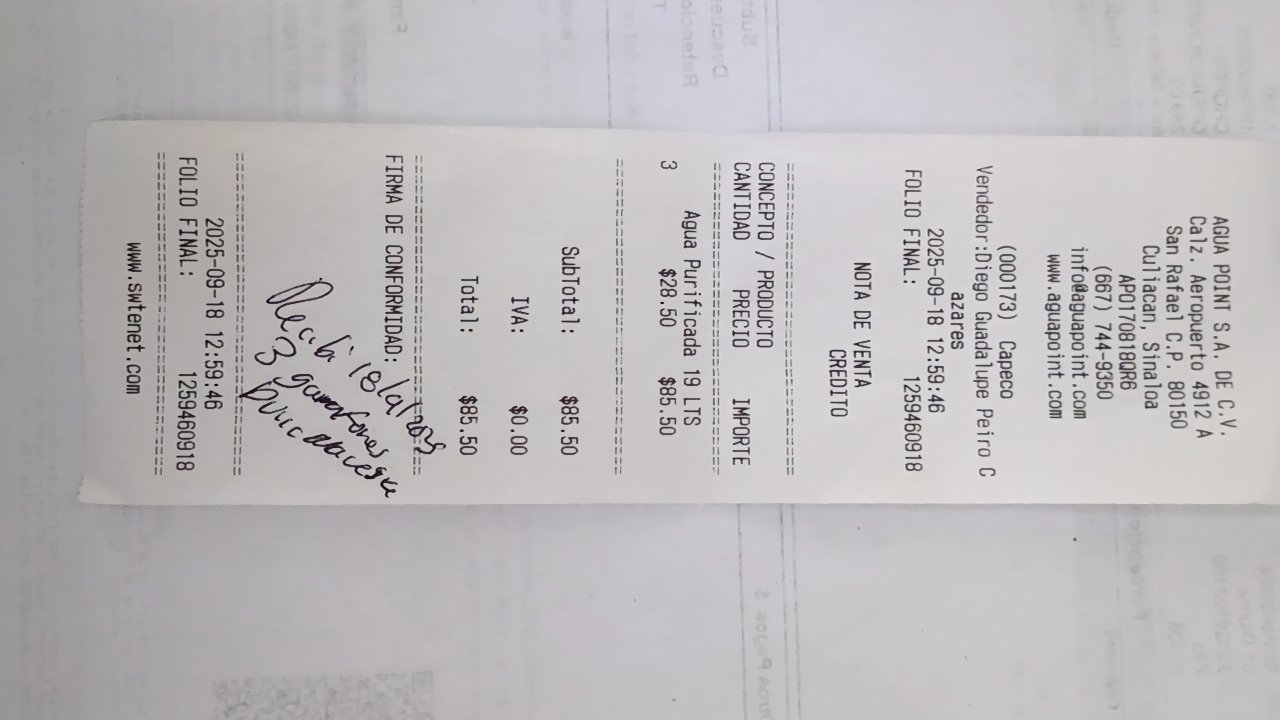 AGUA POINT S.A. DE C.V.
Calz. Aeropuerto 4912 A
San Rafael C.P. 80150
Culiacan, Sinaloa
APO170818QR6
(667) 744-9350
info@aguapoint.com
www.aguapoint.com
(000173) Capeco
Vendedor:Diego Guadalupe Peiro C
azares
2025-09-18 12:59:46
FOLIO FINAL: 1259460918
NOTA DE VENTA
CREDITO
CONCEPTO / PRODUCTO
CANTIDAD PRECIO IMPORTE
Agua Purificada 19 LTS
3 $28.50 $85.50
SubTotal: $85.50
IVA: $0.00
Total: $85.50
FIRMA DE CONFORMIDAD:
Recibi 18/9/2025
3 garrafones
2025-09-18 12:59:46
FOLIO FINAL: 1259460918
www.swtenet.com